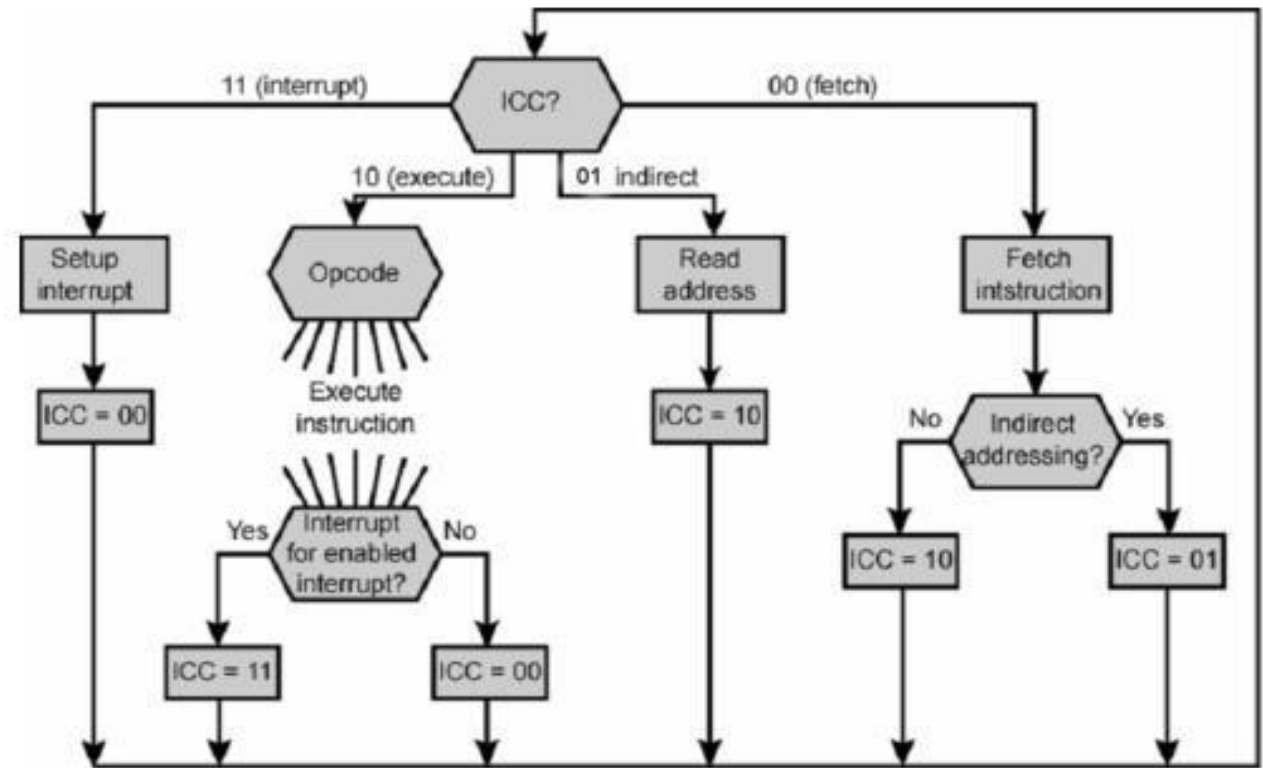 11 (interrupt)
ICC?
00 (fetch)
10 (execute)
01 indirect
Setup
interrupt
Opcode
Read
address
Fetch
intstruction
ICC = 00
Execute
instruction
ICC = 10
No
Indirect
addressing?
Yes
Yes
Interrupt
for enabled
interrupt?
No
ICC = 10
ICC = 01
ICC = 11
ICC = 00